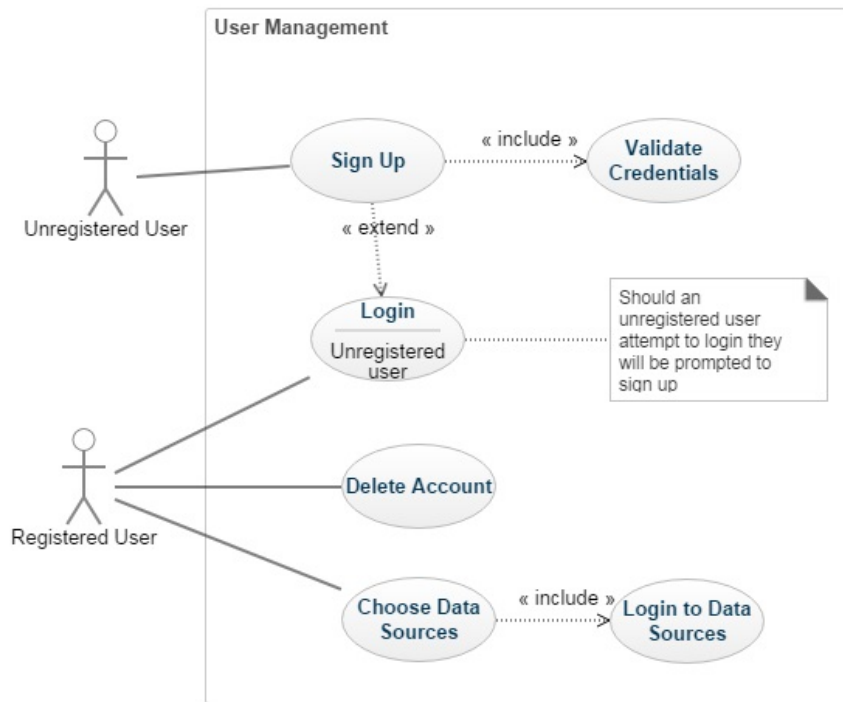 User Management
Sign Up
« include »
Validate
Credentials
Unregistered User
« extend »
Login
Unregistered
user
Should an
unregistered user
attempt to login they
will be prompted to
sign up
Delete Account
Registered User
Choose Data
Sources
« include »
Login to Data
Sources